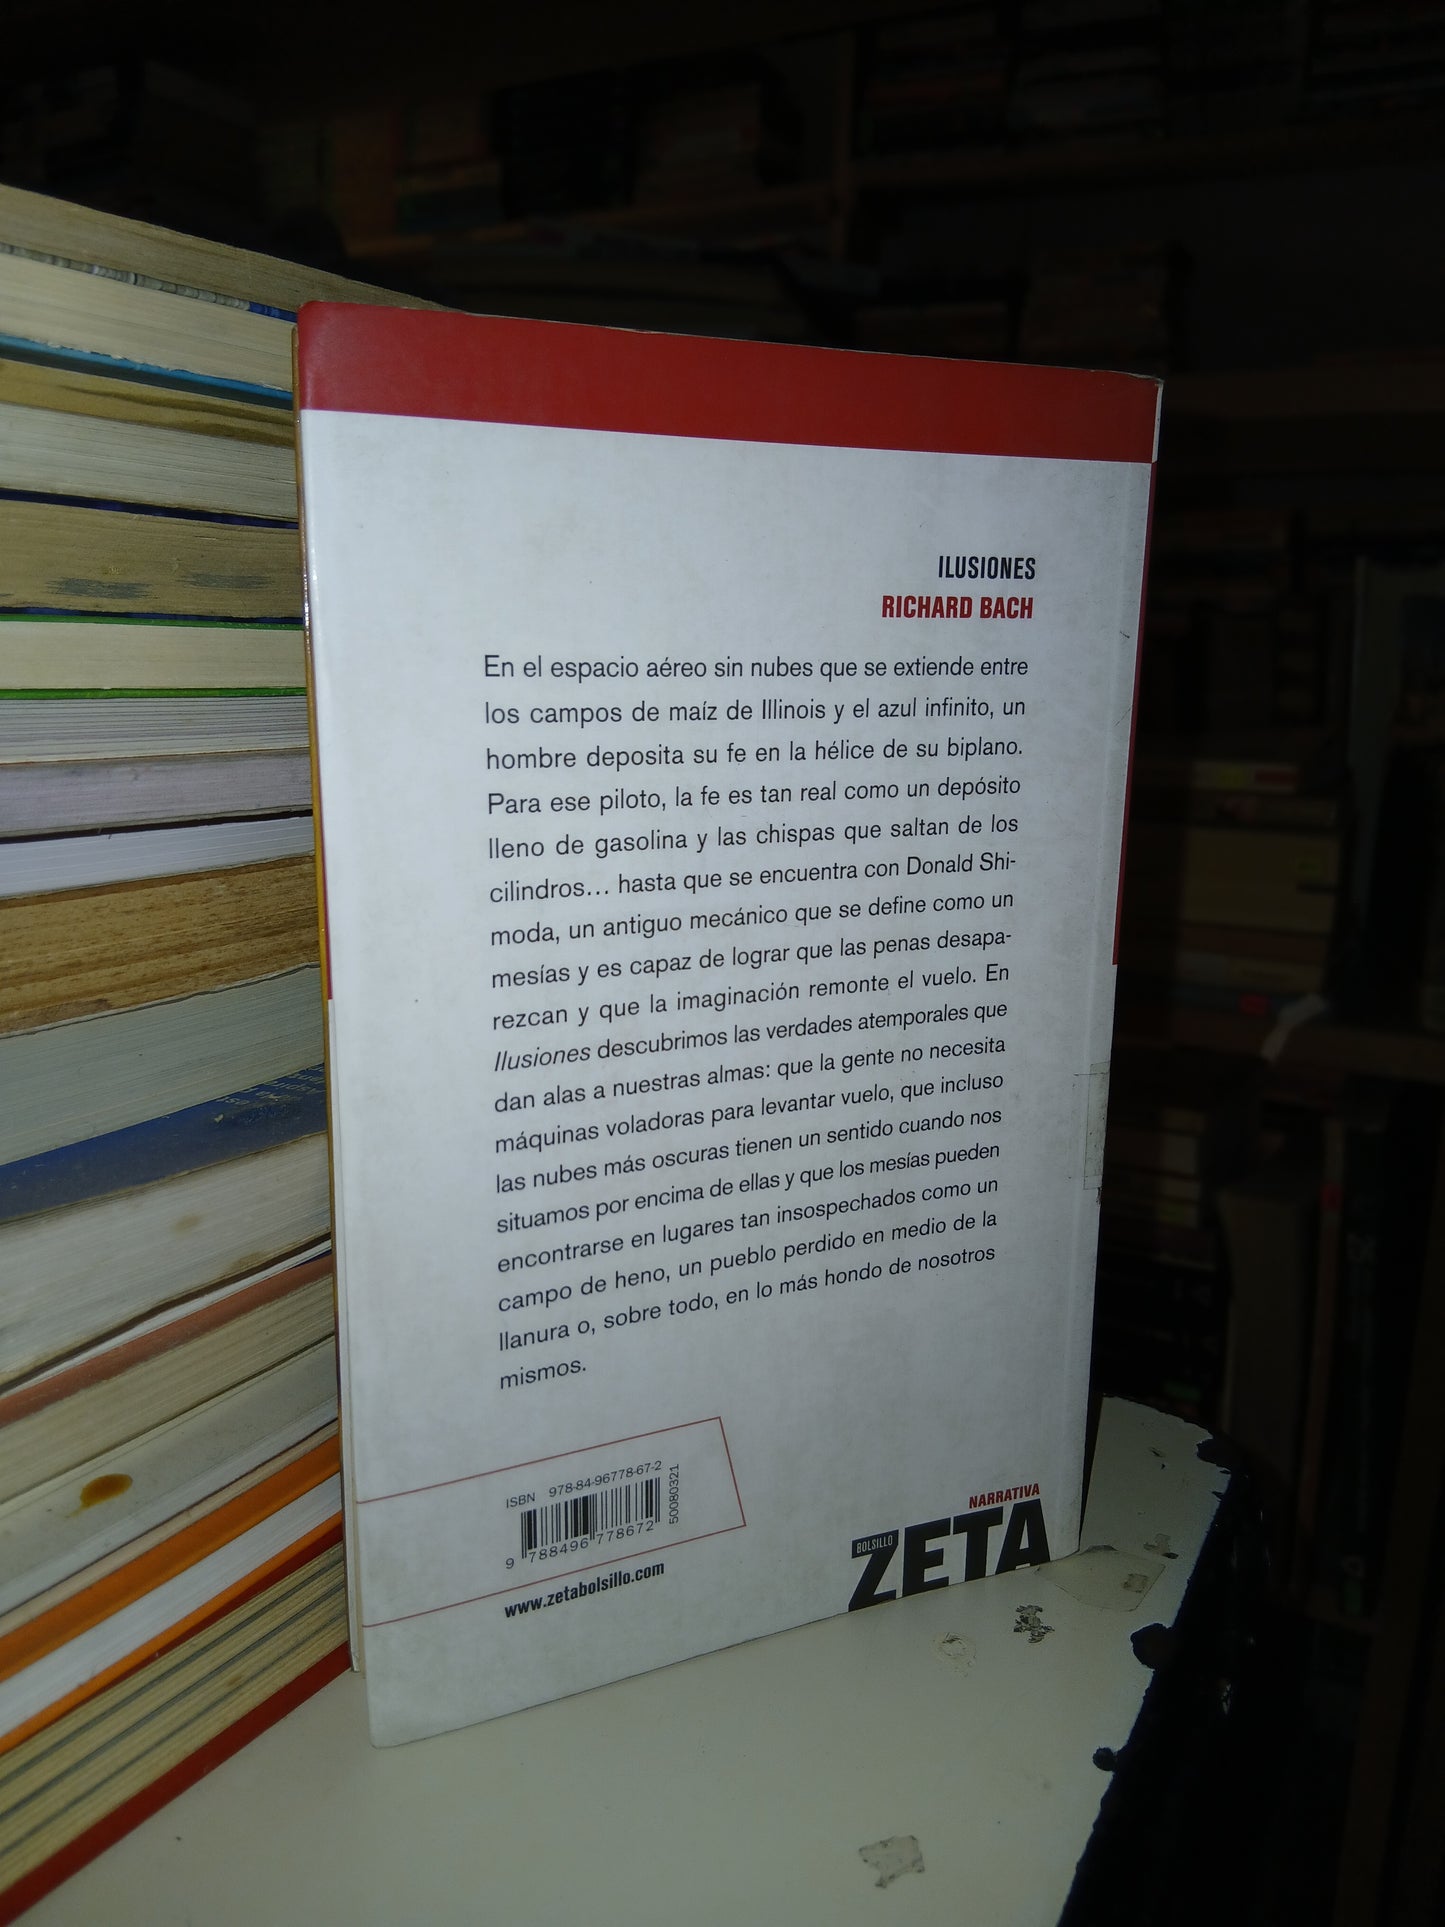 ILUSIONES
RICHARD BACH
En el espacio aéreo sin nubes que se extiende entre
los campos de maíz de Illinois y el azul infinito, un
hombre deposita su fe en la hélice de su biplano.
Para ese piloto, la fe es tan real como un depósito
lleno de gasolina y las chispas que saltan de los
cilindros… hasta que se encuentra con Donald Shi-
moda, un antiguo mecánico que se define como un
mesías y es capaz de lograr que las penas desapa-
rezcan y que la imaginación remonte el vuelo. En
Ilusiones descubrimos las verdades atemporales que
dan alas a nuestras almas: que la gente no necesita
máquinas voladoras para levantar vuelo, que incluso
las nubes más oscuras tienen un sentido cuando nos
situamos por encima de ellas y que los mesías pueden
encontrarse en lugares tan insospechados como un
campo de heno, un pueblo perdido en medio de la
llanura o, sobre todo, en lo más hondo de nosotros
mismos.
ISBN 978-84-96778-67-2
9 788496 778672
50080321
www.zetabolsillo.com
NARRATIVA
BOLSILLO
ZETA